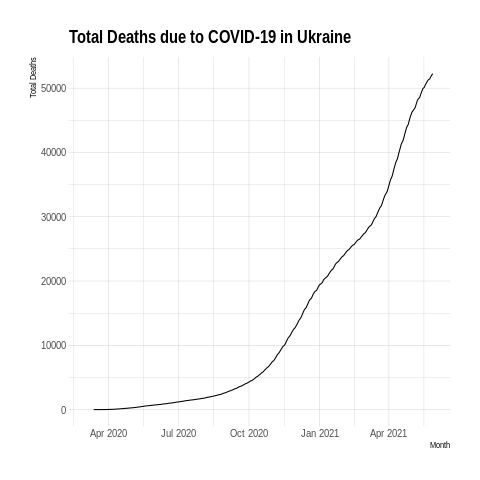 Total Deaths due to COVID-19 in Ukraine
Total Deaths
50000
40000
30000
20000
10000
0
Apr 2020 Jul 2020 Oct 2020 Jan 2021 Apr 2021
Month